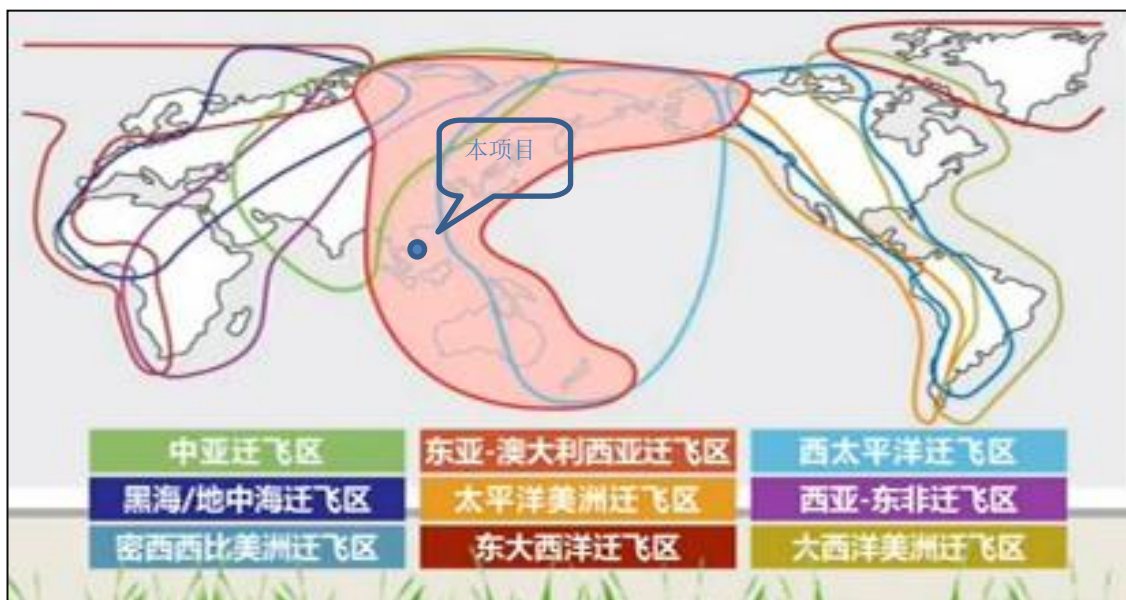 本项目
中亚迁飞区
东亚-澳大利西亚迁飞区
西太平洋迁飞区
黑海/地中海迁飞区
太平洋美洲迁飞区
西亚-东非迁飞区
密西西比美洲迁飞区
东大西洋迁飞区
大西洋美洲迁飞区